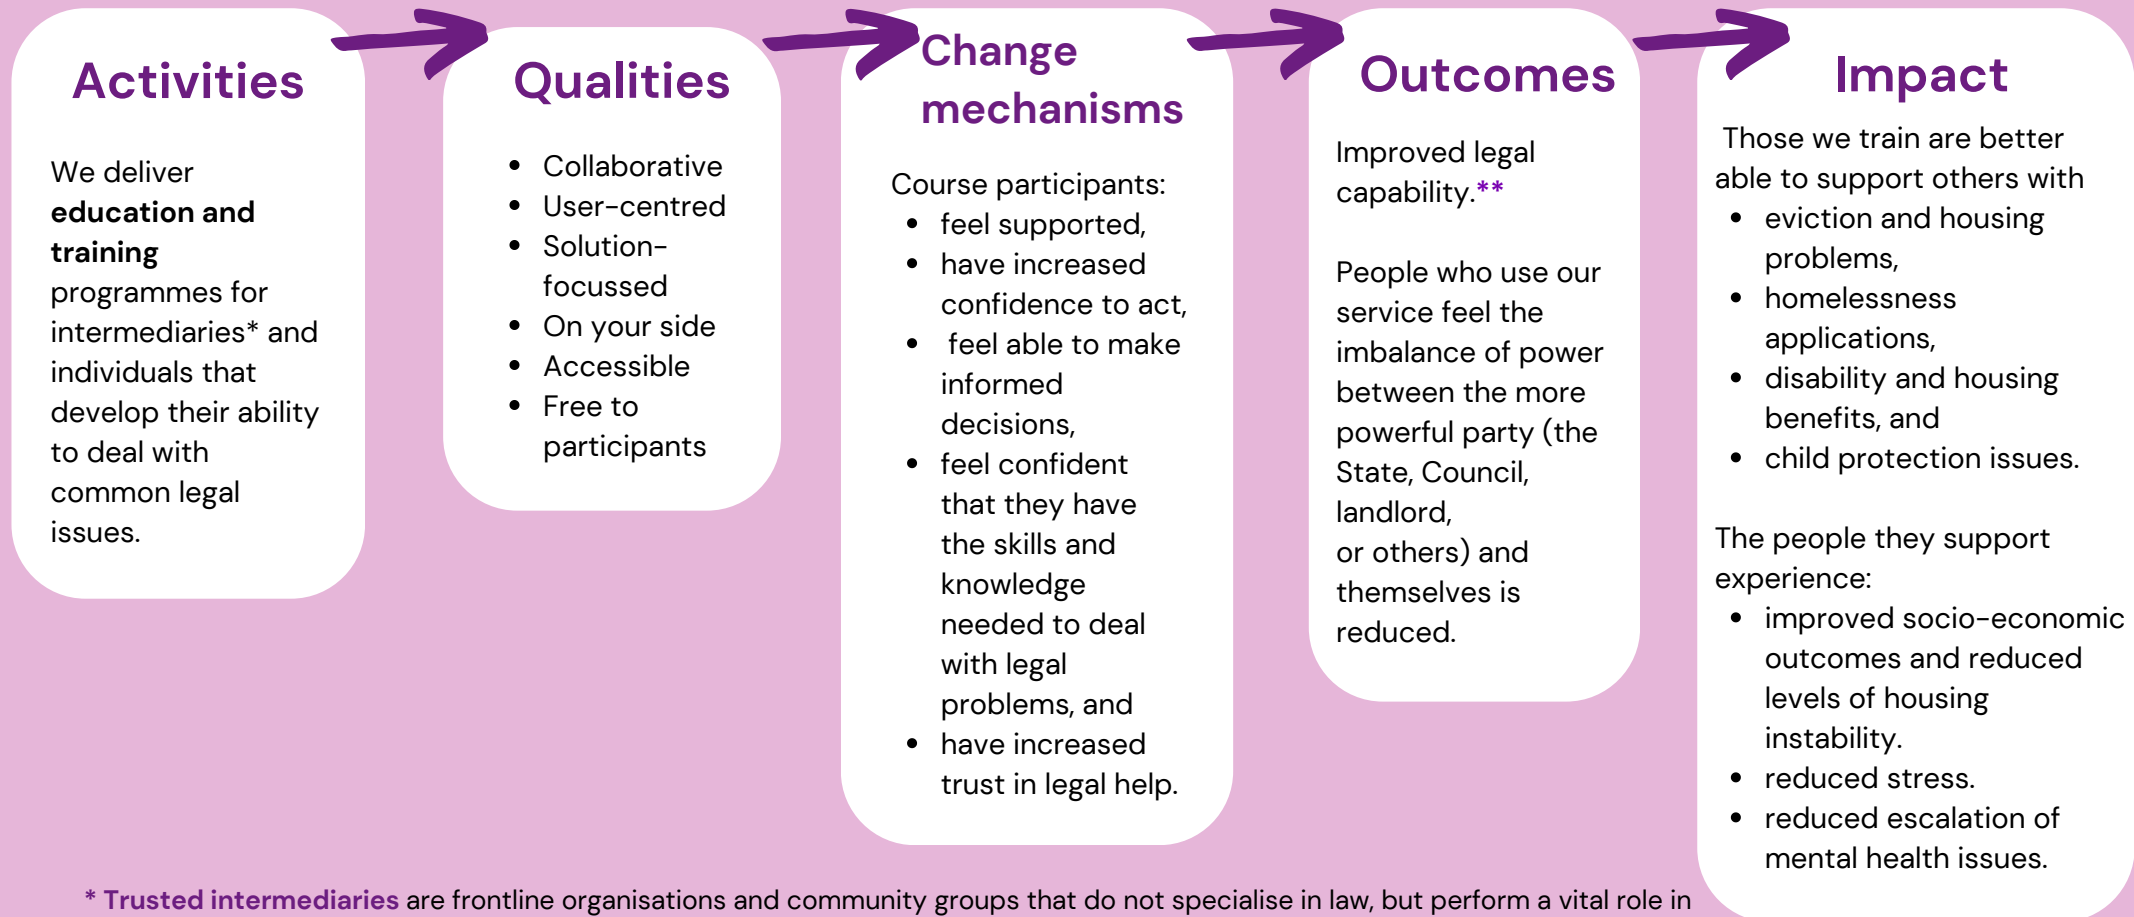 Activities
We deliver
education and
training
programmes for
intermediaries* and
individuals that
develop their ability
to deal with
common legal
issues.
Qualities
• Collaborative
• User-centred
• Solution-
focussed
• On your side
• Accessible
• Free to
participants
Change
mechanisms
Course participants:
• feel supported,
• have increased
confidence to act,
• feel able to make
informed
decisions,
• feel confident
that they have
the skills and
knowledge
needed to deal
with legal
problems, and
• have increased
trust in legal help.
Outcomes
Improved legal
capability.**
People who use our
service feel the
imbalance of power
between the more
powerful party (the
State, Council,
landlord,
or others) and
themselves is
reduced.
Impact
Those we train are better
able to support others with
• eviction and housing
problems,
• homelessness
applications,
• disability and housing
benefits, and
• child protection issues.
The people they support
experience:
• improved socio-economic
outcomes and reduced
levels of housing
instability.
• reduced stress.
• reduced escalation of
mental health issues.
* Trusted intermediaries are frontline organisations and community groups that do not specialise in law, but perform a vital role in